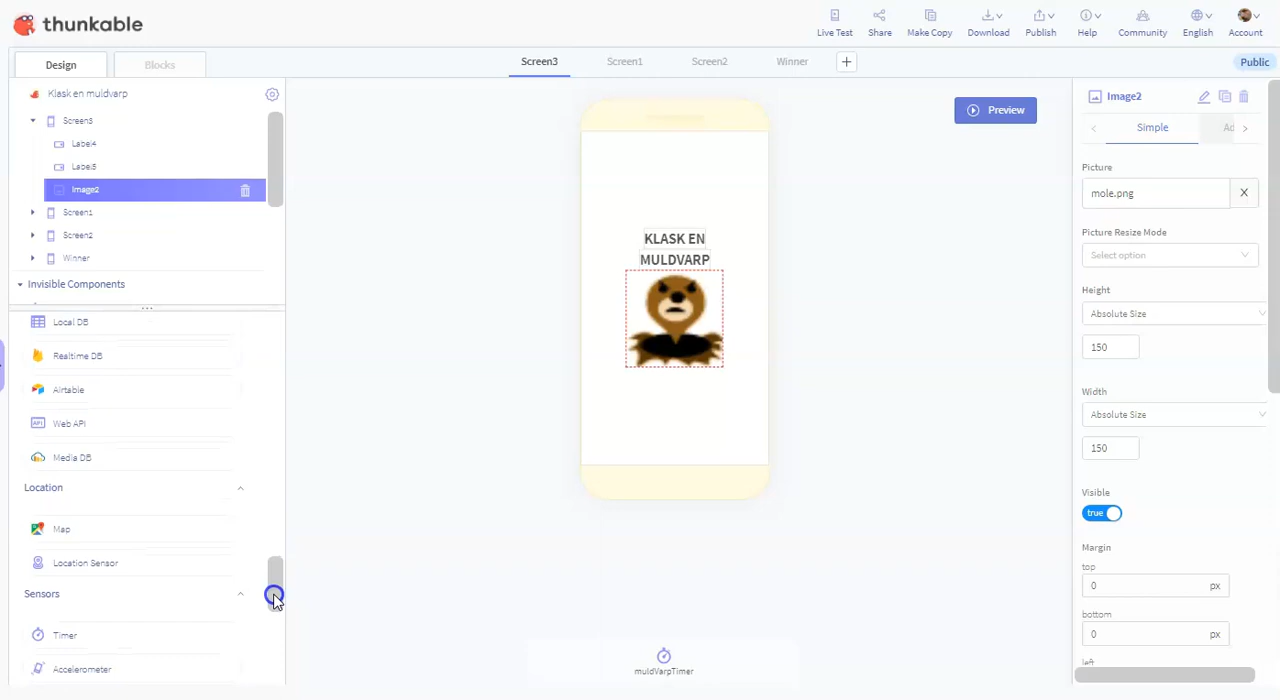 thunkable
Live Test
Share
Make Copy
Download
Publish
Help
Community
English
Account
Design
Blocks
Screen3
Screen1
Screen2
Winner
+
Public
Klask en muldvarp
Screen3
Label4
Label5
Image2
Screen1
Screen2
Winner
Invisible Components
Local DB
Realtime DB
Airtable
API
Web API
Media DB
Location
Map
Location Sensor
Sensors
Timer
Accelerometer
Preview
KLASK EN
MULDVARP
muldVarpTimer
Image2
Simple
Picture
mole.png
X
Picture Resize Mode
Select option
Height
Absolute Size
150
Width
Absolute Size
150
Visible
true
Margin
top
0 px
bottom
0 px